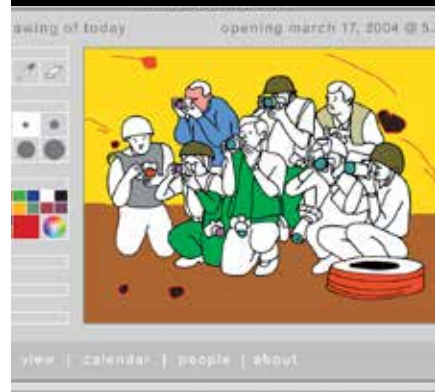 awing of today opening march 17, 2004 @ 5.
view | calendar | people | about